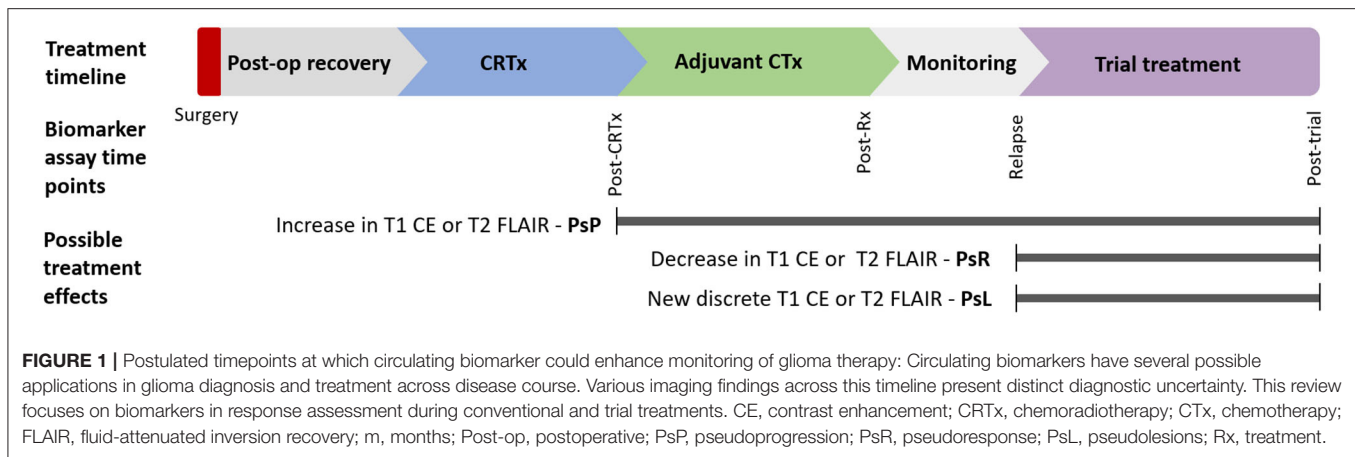 Treatment timeline
Post-op recovery
CRTx
Adjuvant CTx
Monitoring
Trial treatment
Surgery
Biomarker assay time points
Post-CRTx
Post-Rx
Relapse
Post-trial
Possible treatment effects
Increase in T1 CE or T2 FLAIR - PsP
Decrease in T1 CE or T2 FLAIR - PsR
New discrete T1 CE or T2 FLAIR - PsL
FIGURE 1 | Postulated timepoints at which circulating biomarker could enhance monitoring of glioma therapy: Circulating biomarkers have several possible
applications in glioma diagnosis and treatment across disease course. Various imaging findings across this timeline present distinct diagnostic uncertainty. This review
focuses on biomarkers in response assessment during conventional and trial treatments. CE, contrast enhancement; CRTx, chemoradiotherapy; CTx, chemotherapy;
FLAIR, fluid-attenuated inversion recovery; m, months; Post-op, postoperative; PsP, pseudoprogression; PsR, pseudoresponse; PsL, pseudolesions; Rx, treatment.